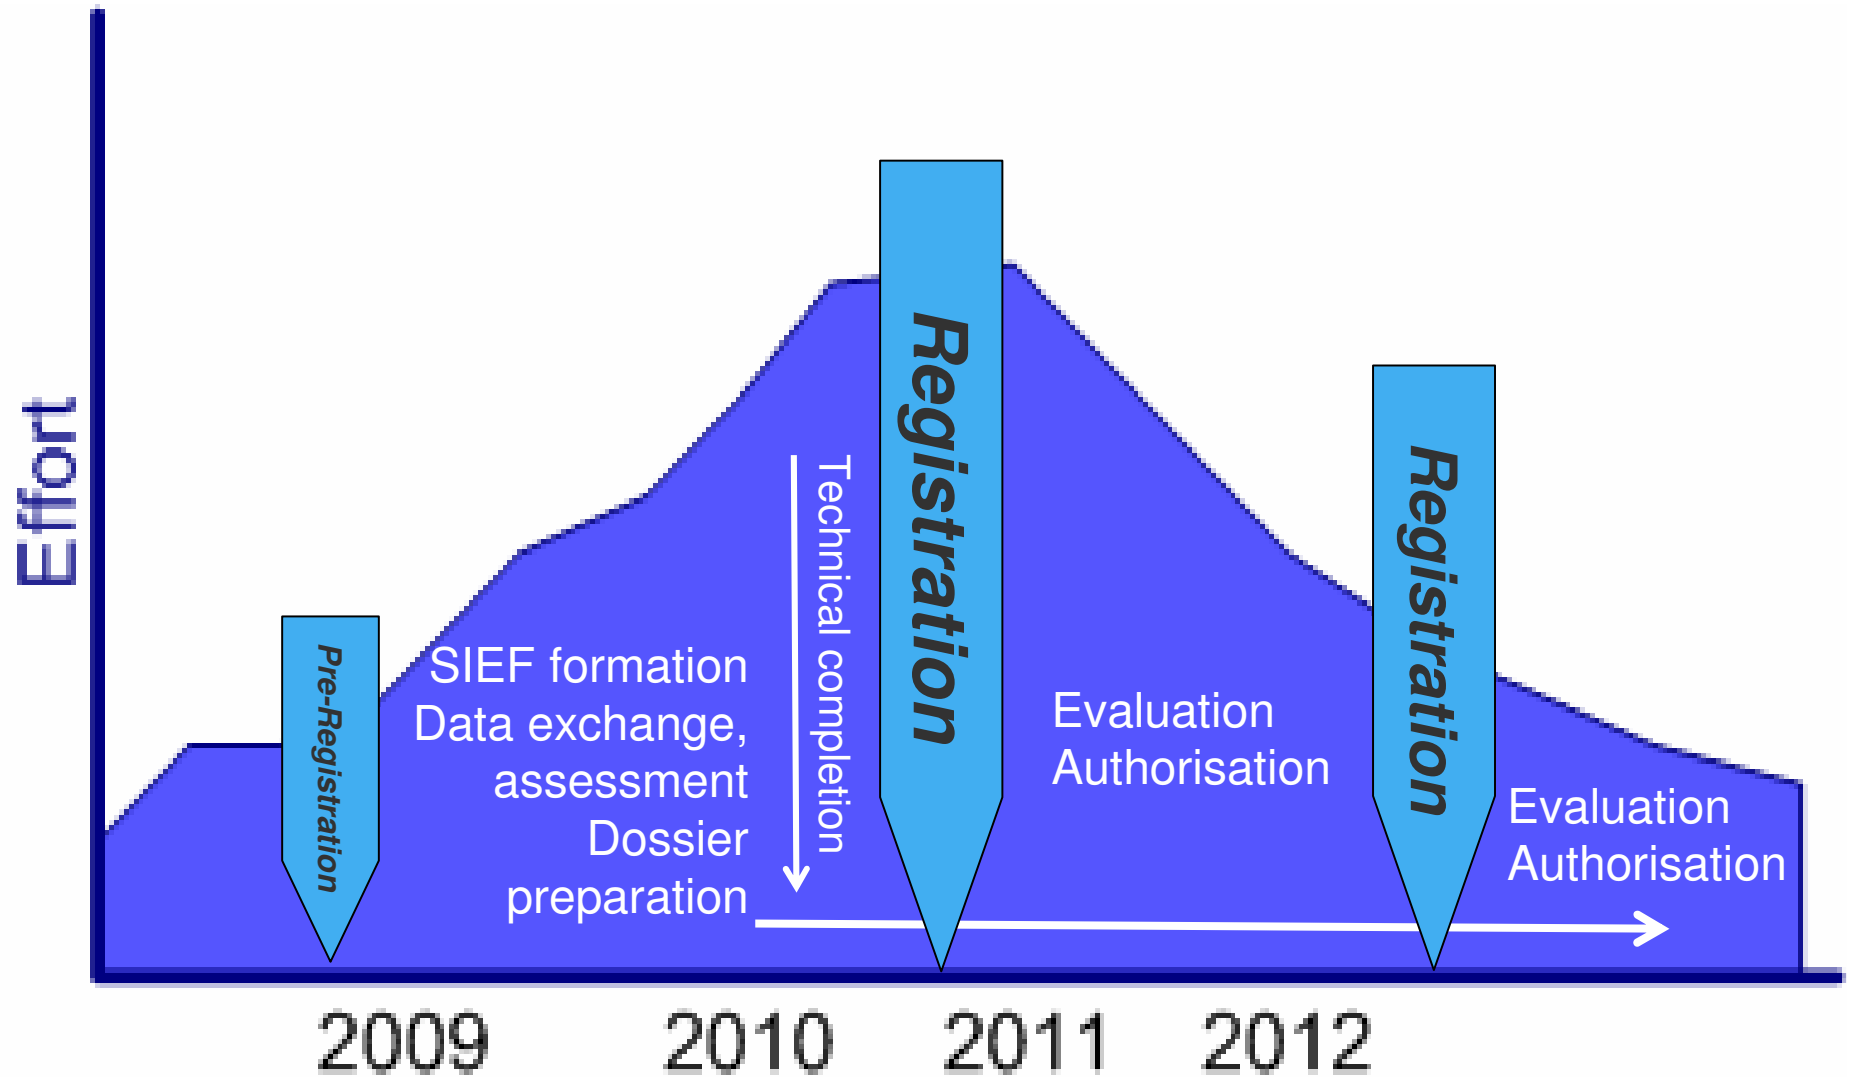 Effort
Pre-Registration
SIEF formation
Data exchange,
assessment
Dossier
preparation
Technical completion
Registration
Evaluation
Authorisation
Registration
Evaluation
Authorisation
2009 2010 2011 2012